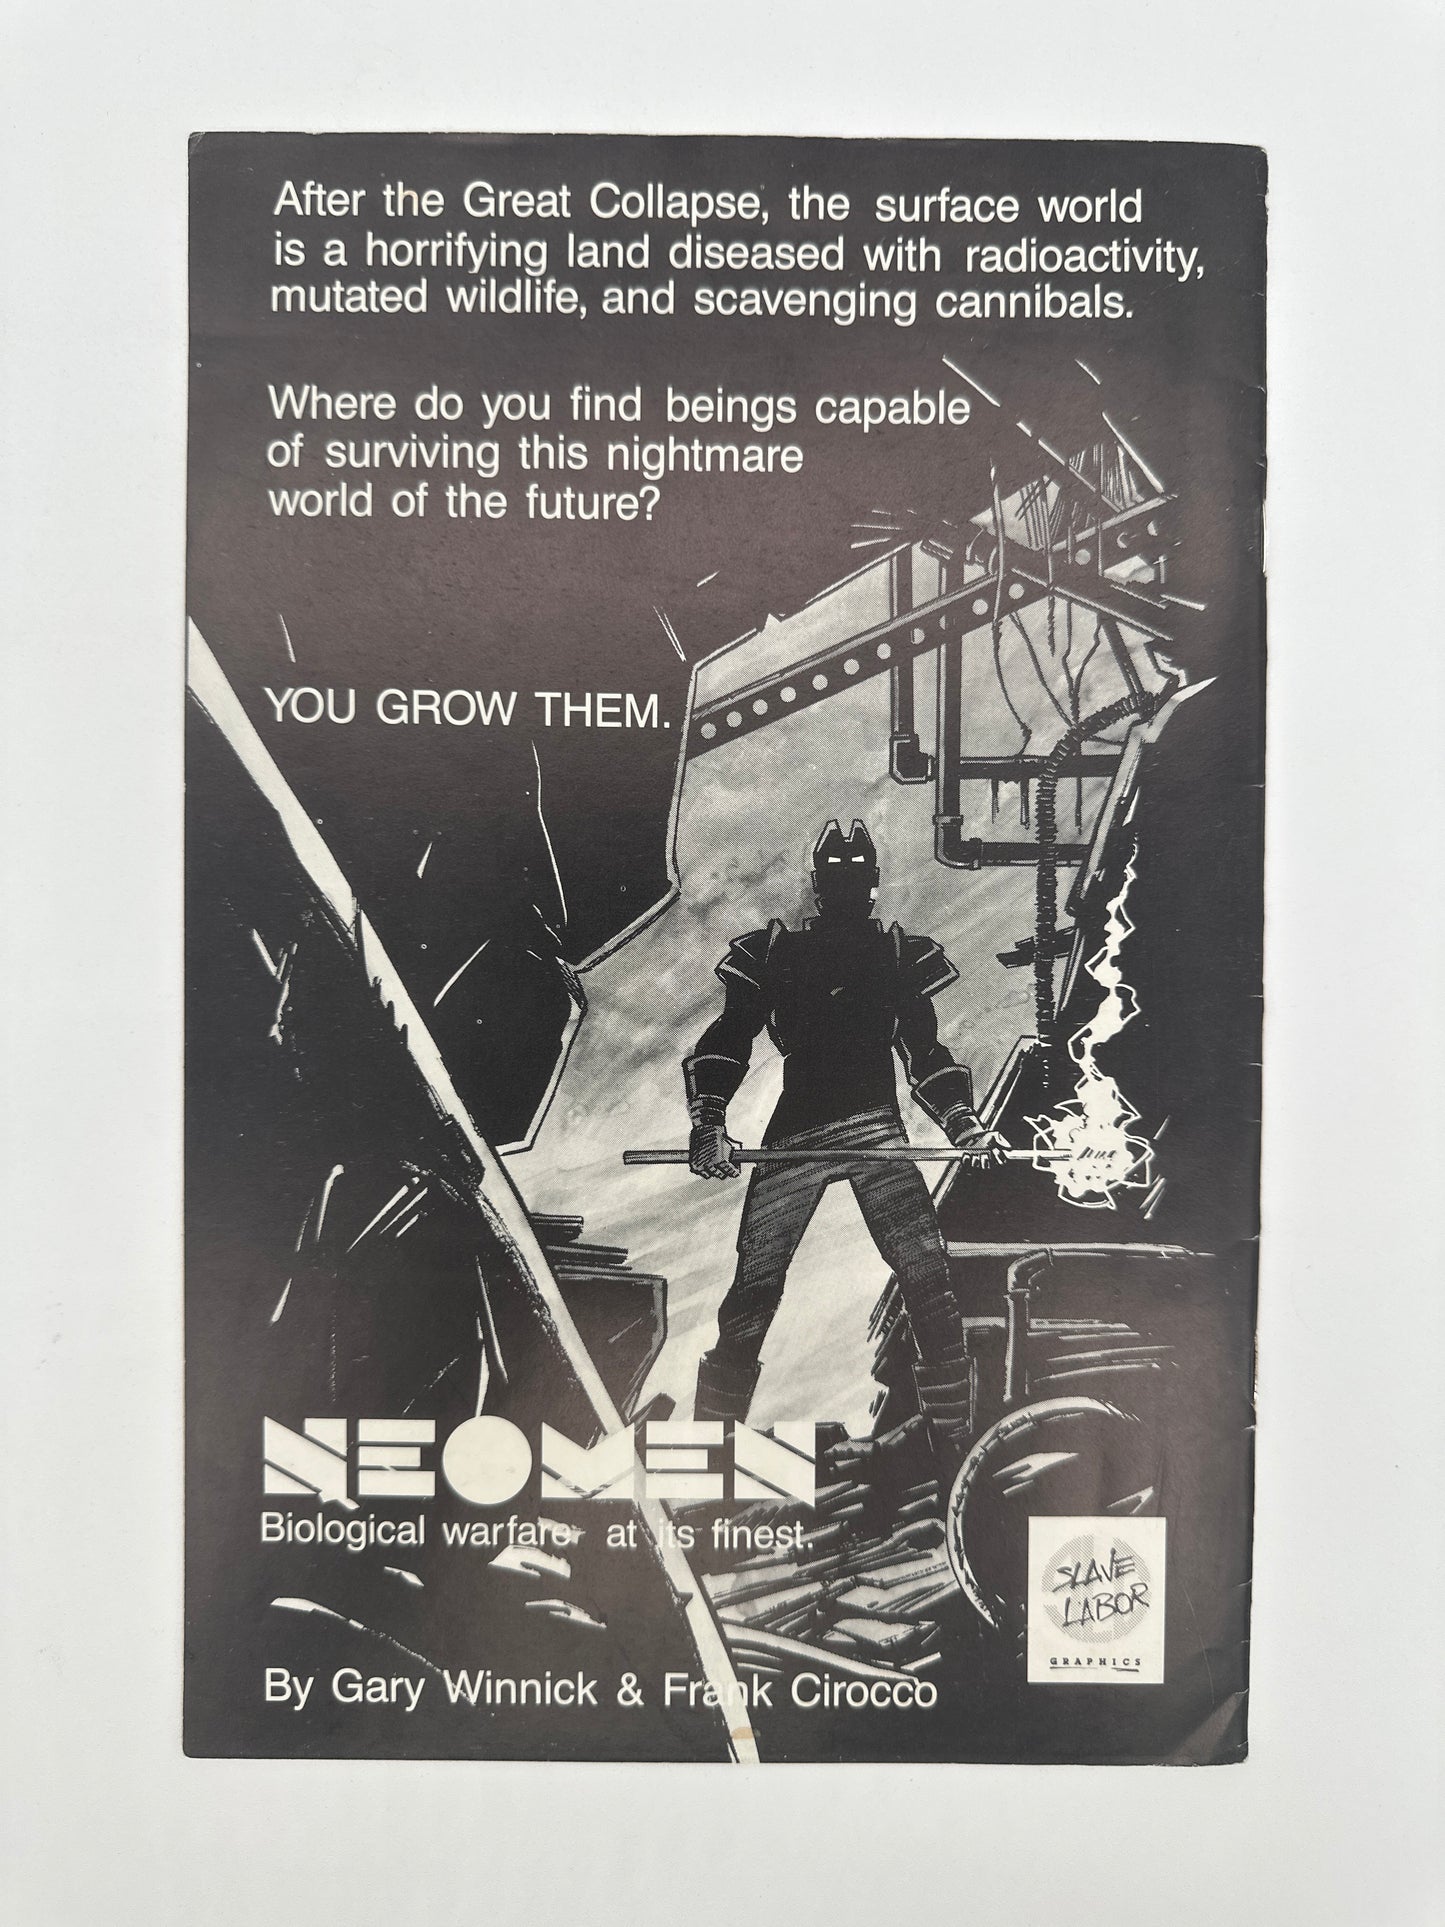 After the Great Collapse, the surface world
is a horrifying land diseased with radioactivity,
mutated wildlife, and scavenging cannibals.
Where do you find beings capable
of surviving this nightmare
world of the future?
YOU GROW THEM.
NEOMEN
Biological warfare at its finest.
SLAVE
LABOR
GRAPHICS
By Gary Winnick & Frank Cirocco